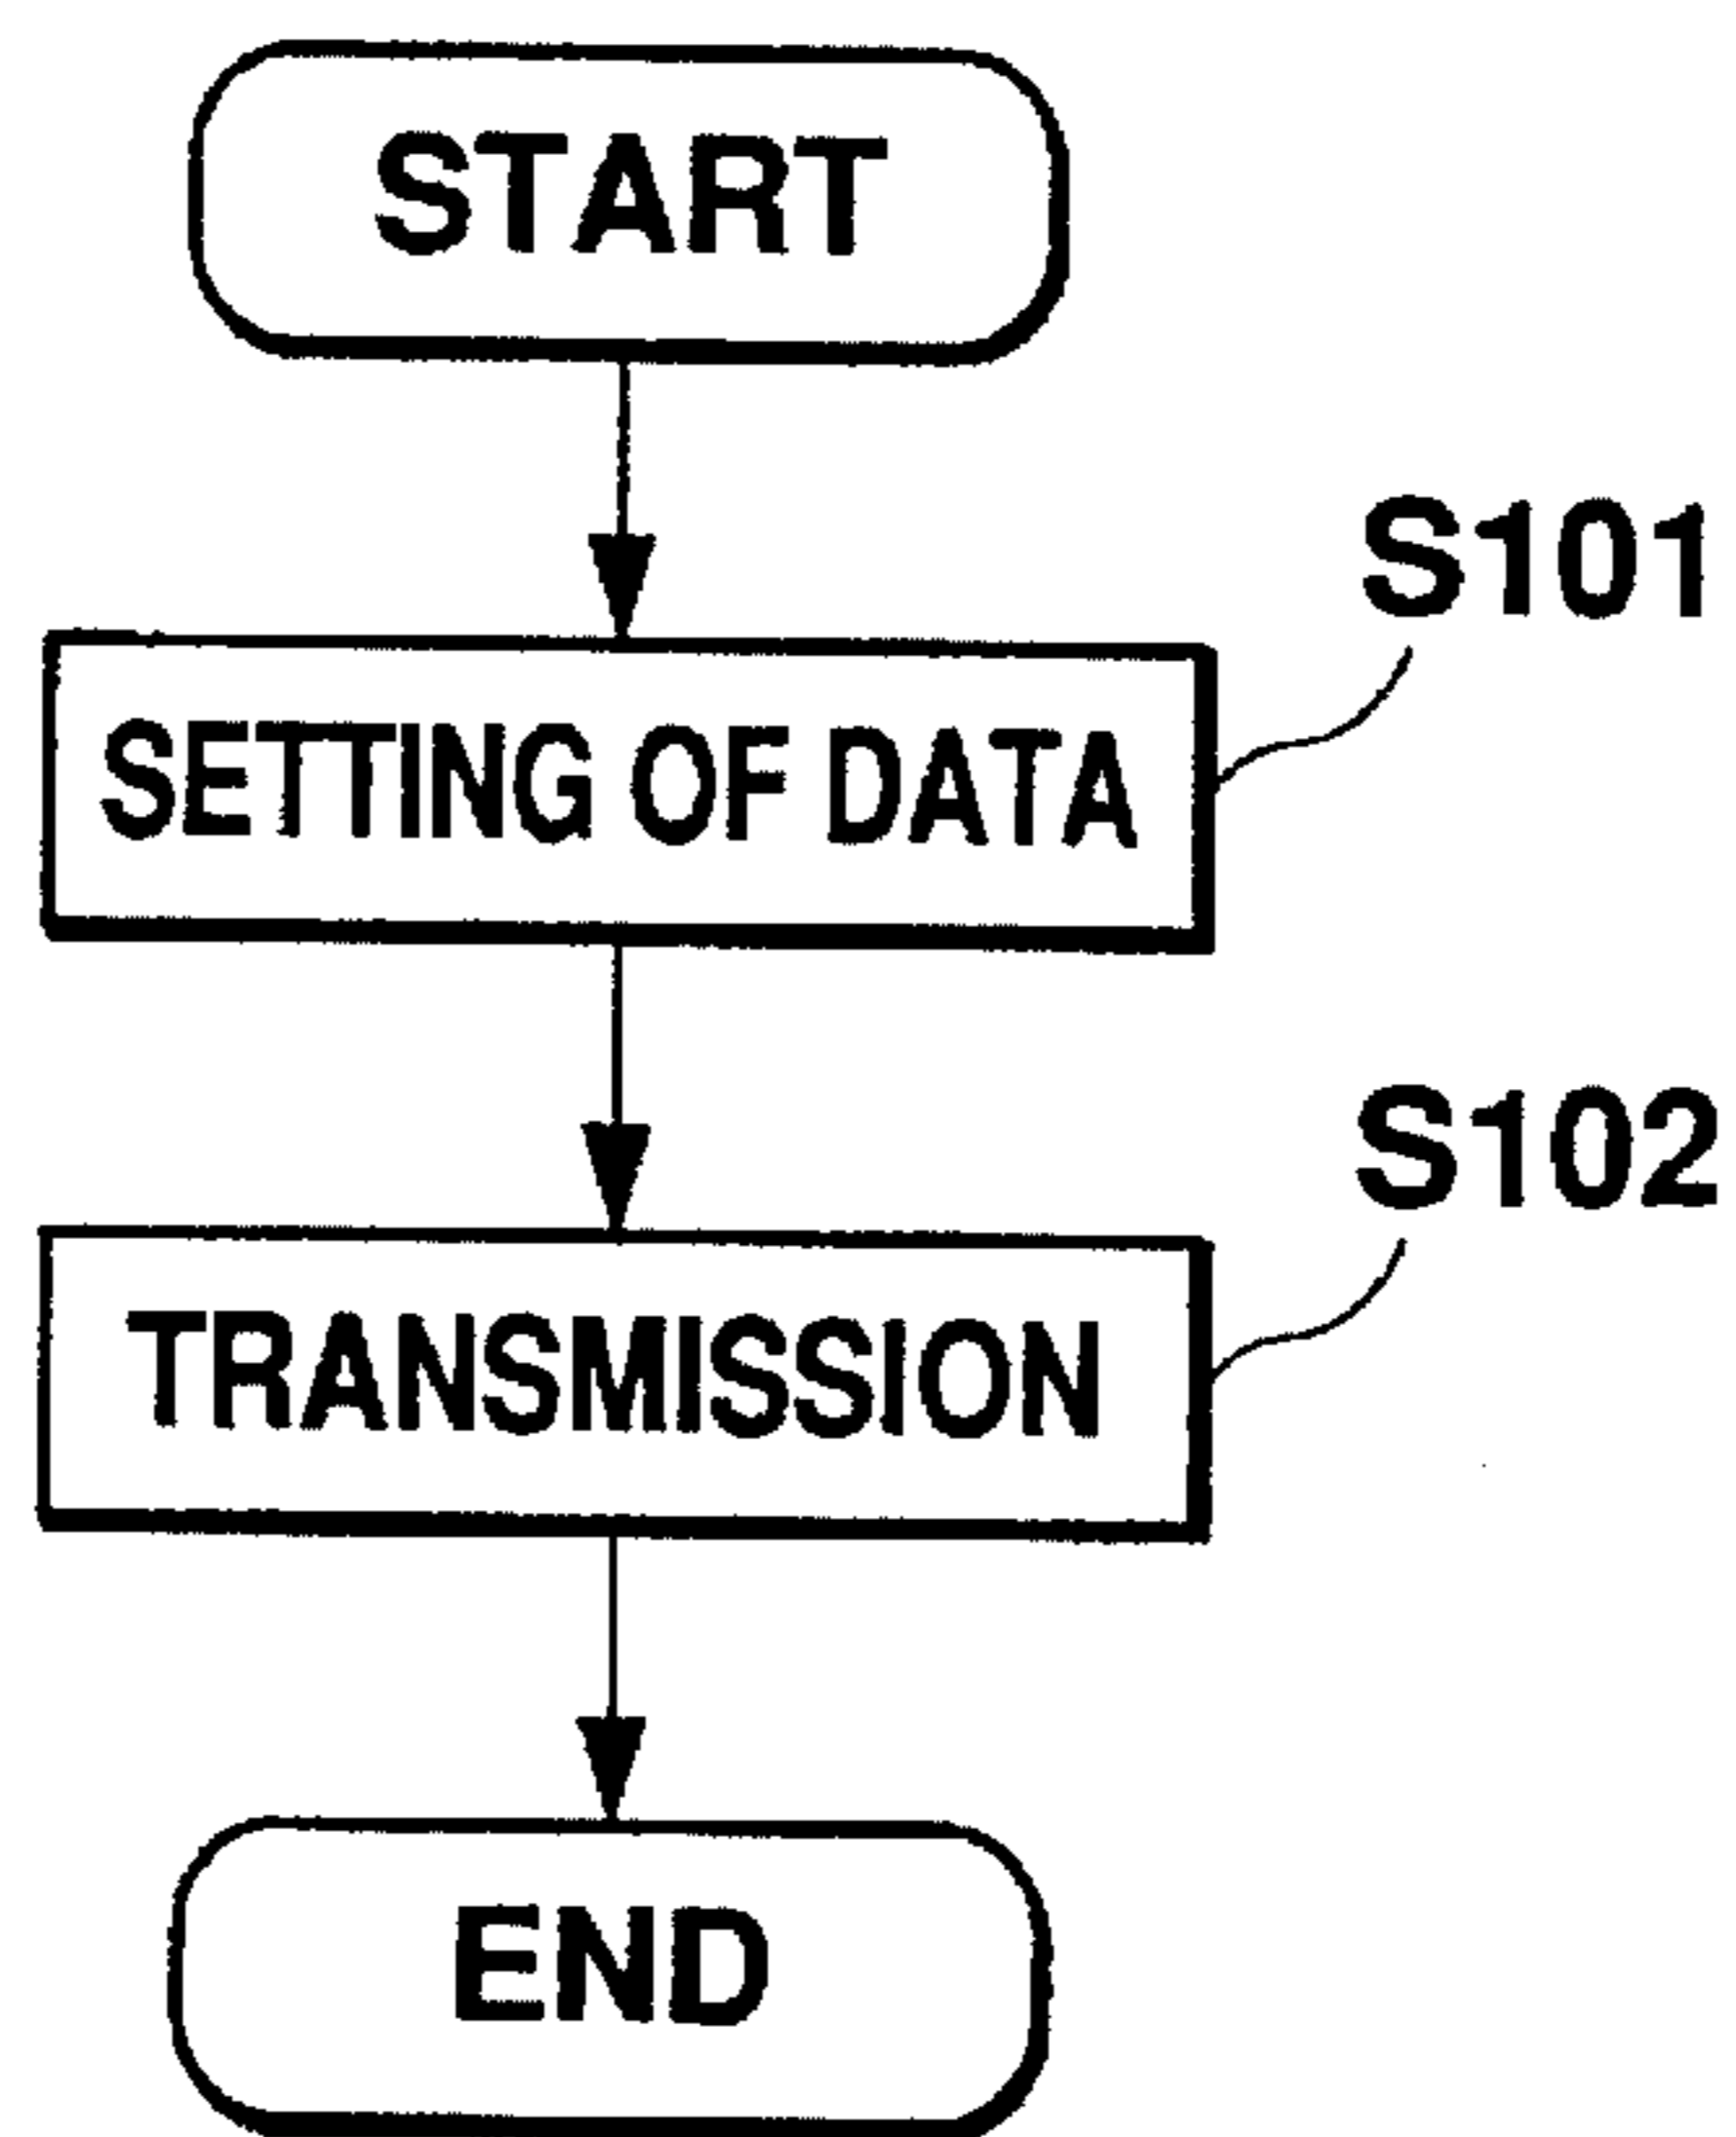 START
S101
SETTING OF DATA
S102
TRANSMISSION
END